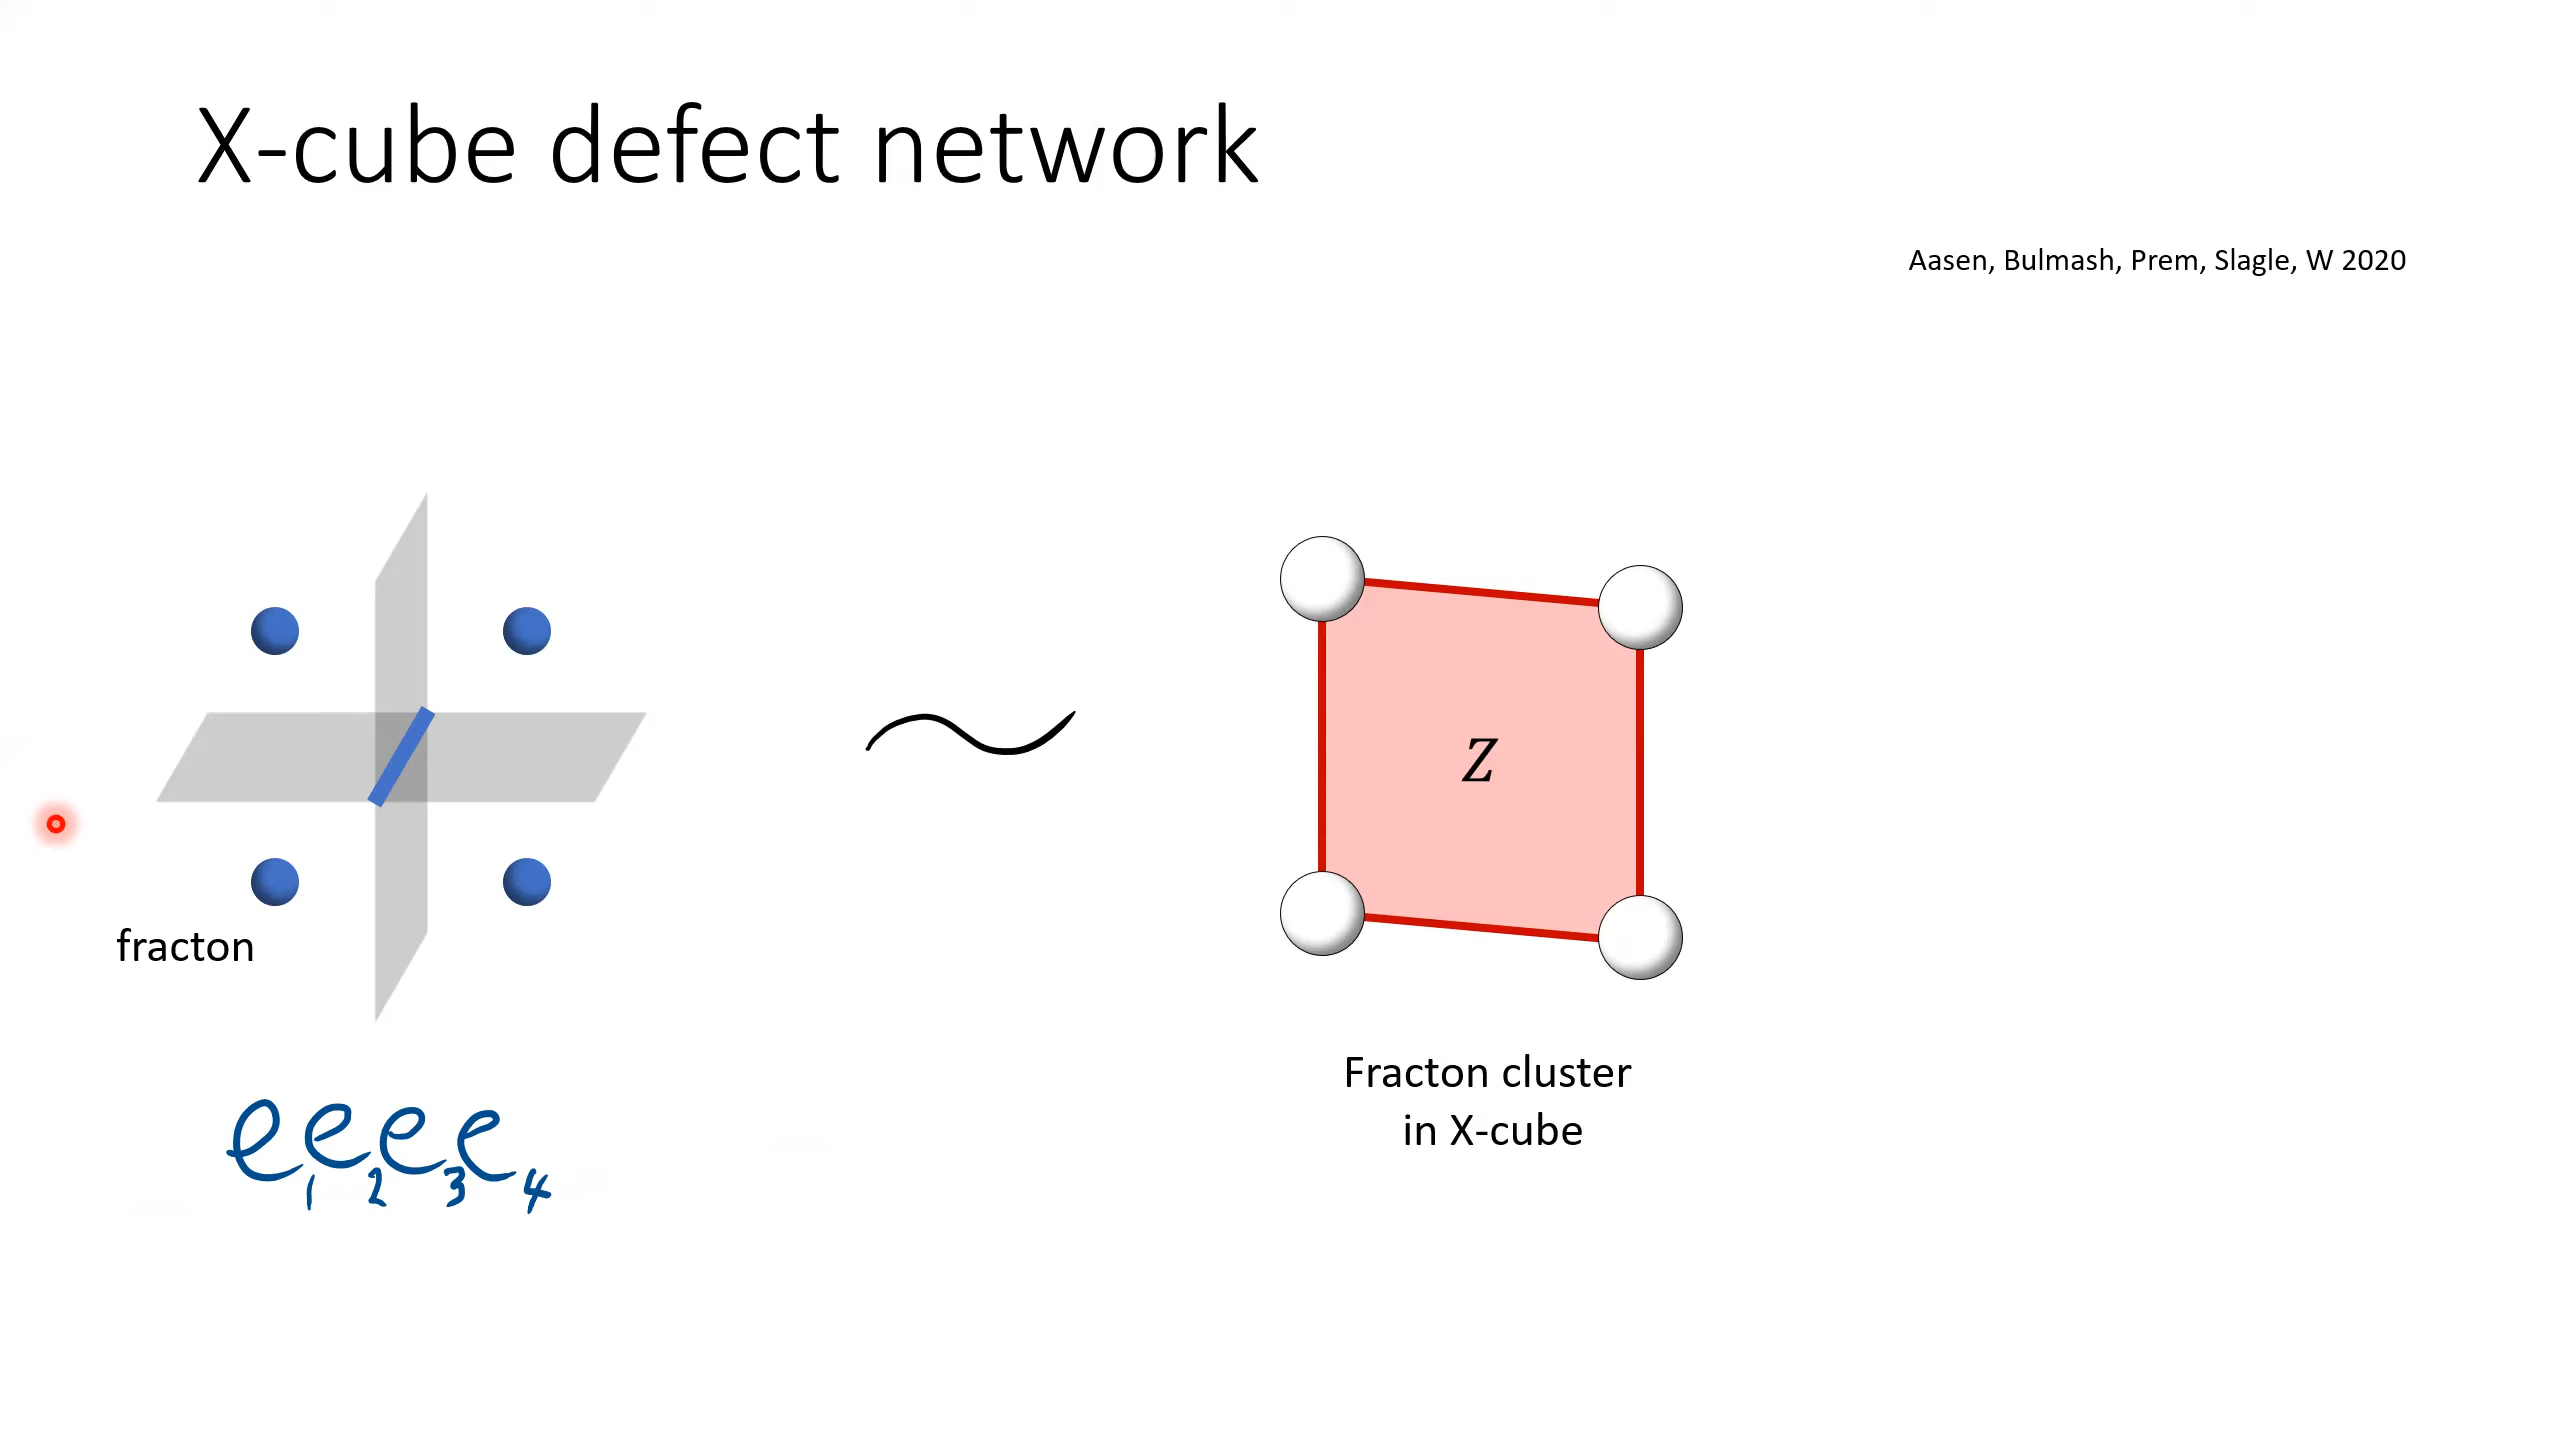 X-cube defect network
Aasen, Bulmash, Prem, Slagle, W 2020
Z
fracton
Fracton cluster
in X-cube
e₁e₂e₃e₄